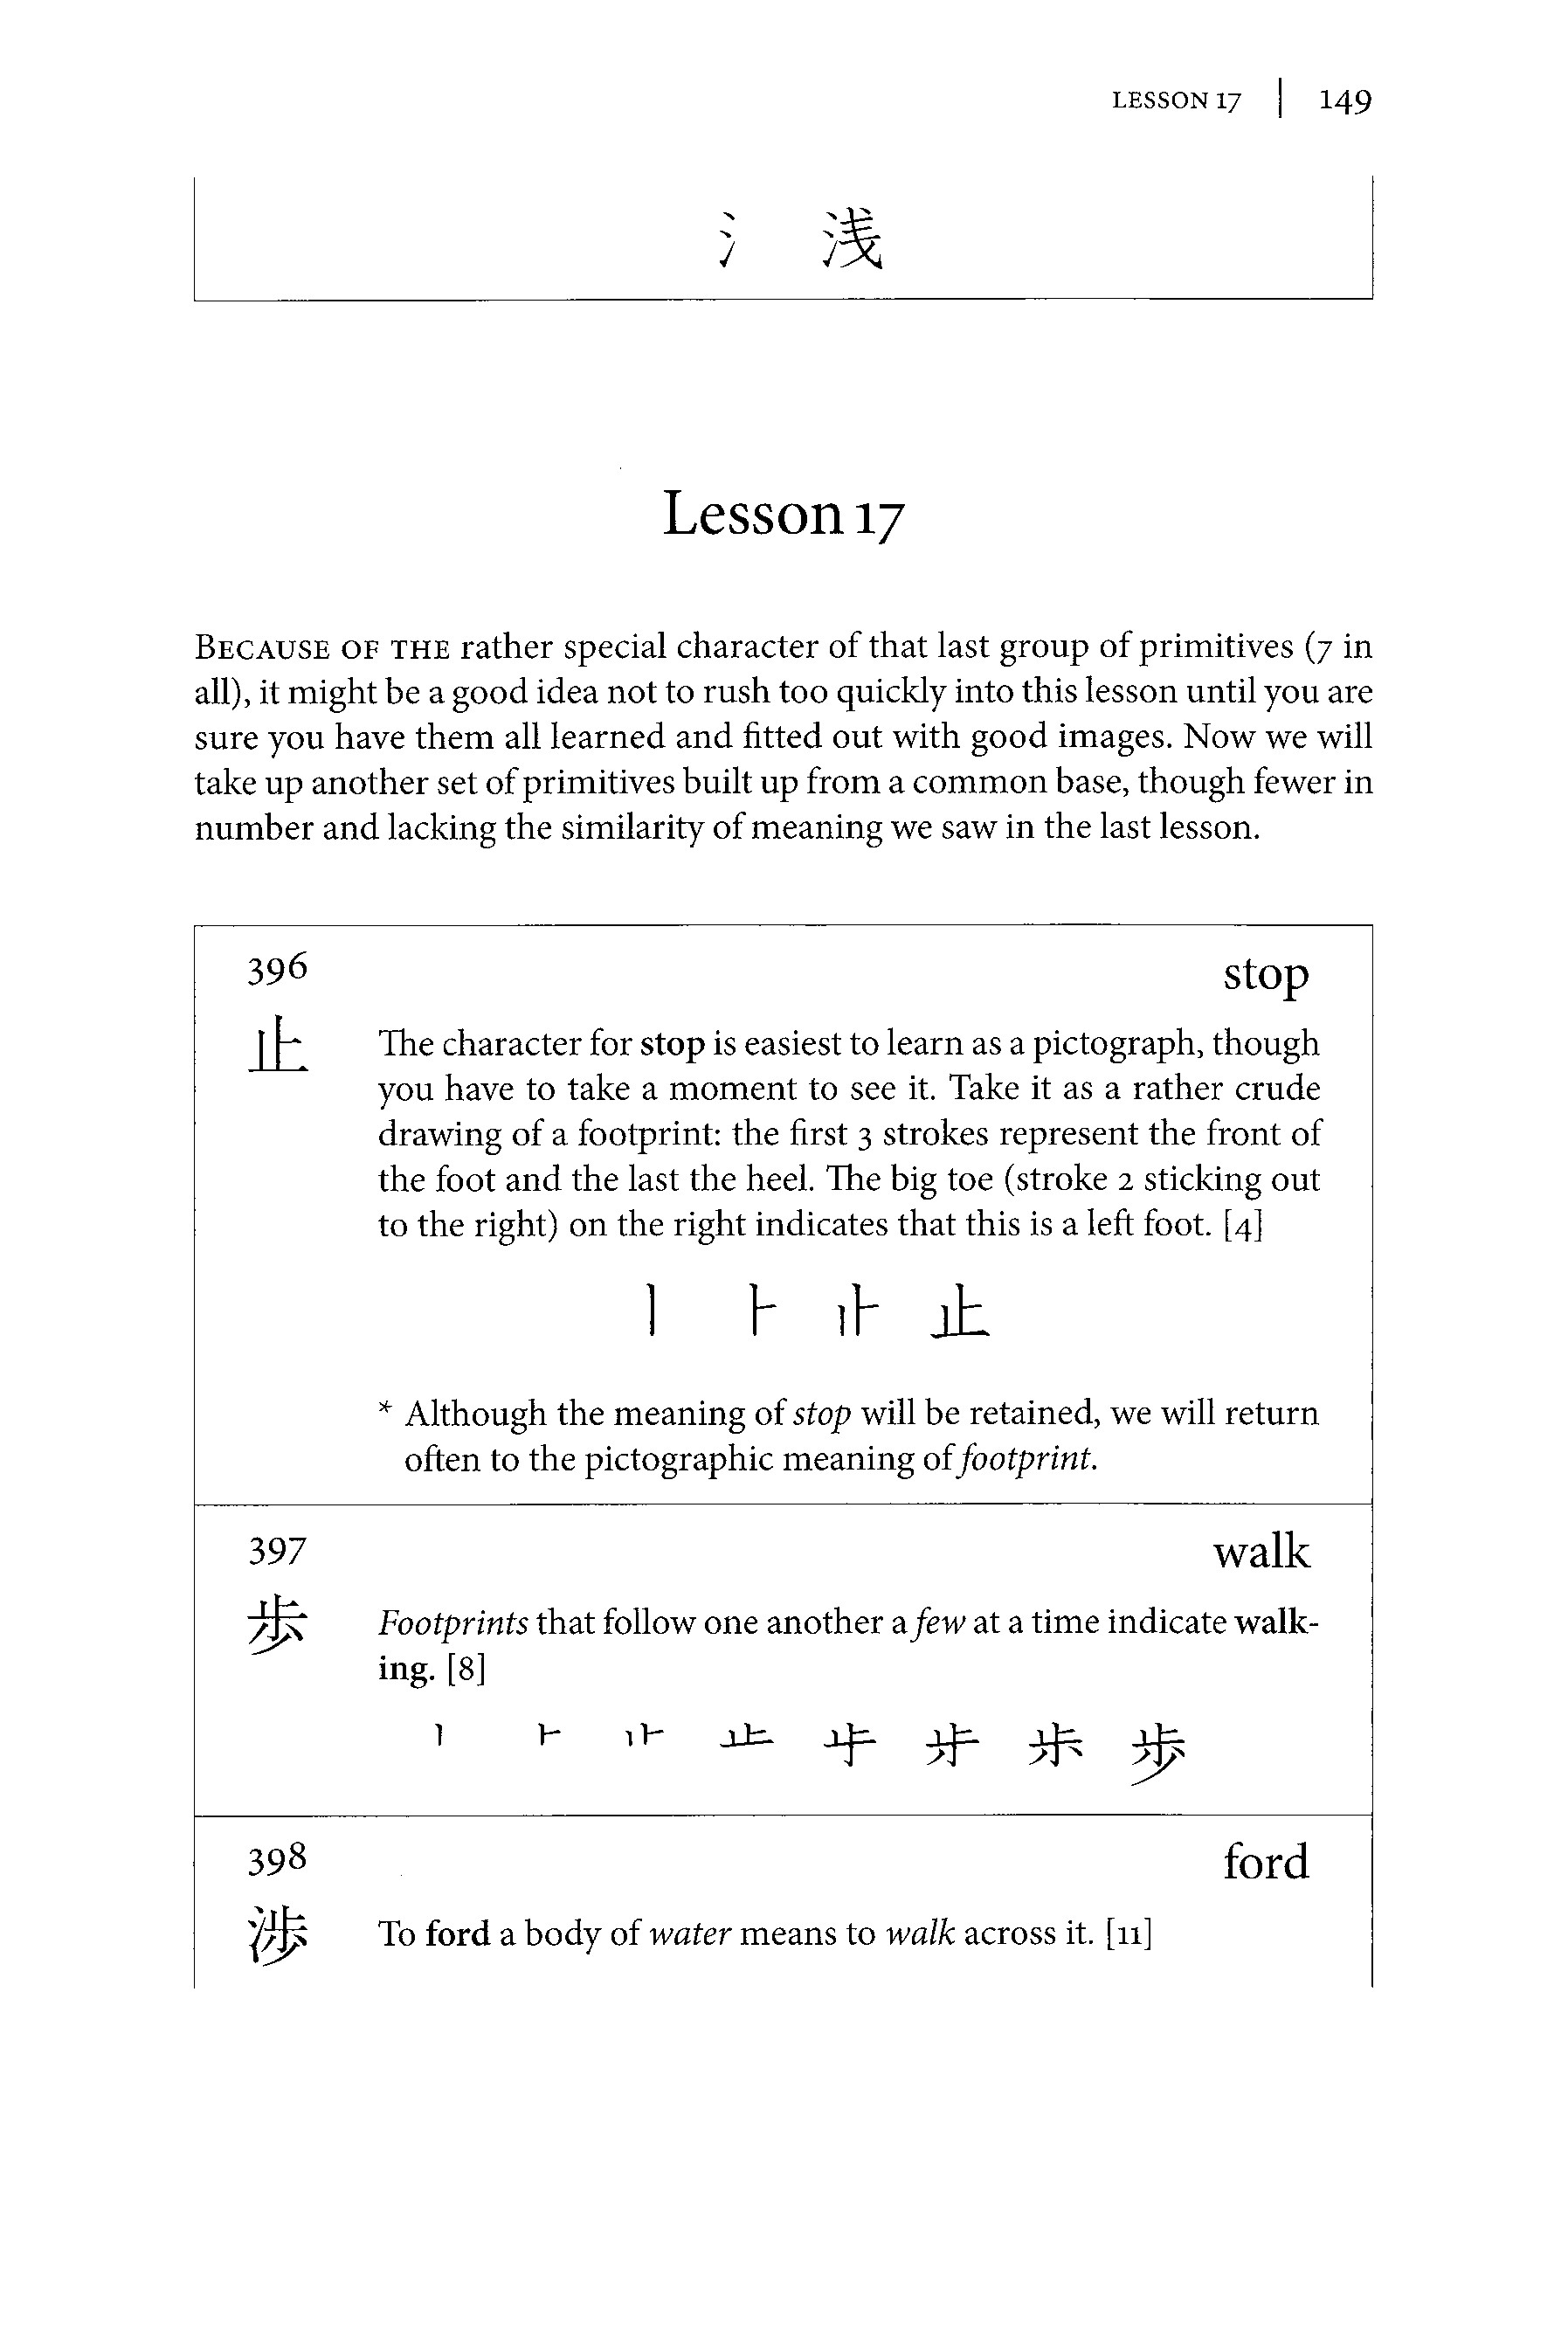 LESSON 17 | 149
氵 浅
Lesson 17
BECAUSE OF THE rather special character of that last group of primitives (7 in
all), it might be a good idea not to rush too quickly into this lesson until you are
sure you have them all learned and fitted out with good images. Now we will
take up another set of primitives built up from a common base, though fewer in
number and lacking the similarity of meaning we saw in the last lesson.
396 stop
止 The character for stop is easiest to learn as a pictograph, though
you have to take a moment to see it. Take it as a rather crude
drawing of a footprint: the first 3 strokes represent the front of
the foot and the last the heel. The big toe (stroke 2 sticking out
to the right) on the right indicates that this is a left foot. [4]
止
* Although the meaning of stop will be retained, we will return
often to the pictographic meaning of footprint.
397 walk
歩 Footprints that follow one another a few at a time indicate walk-
ing. [8]
止 歩
398 ford
渉 To ford a body of water means to walk across it. [11]